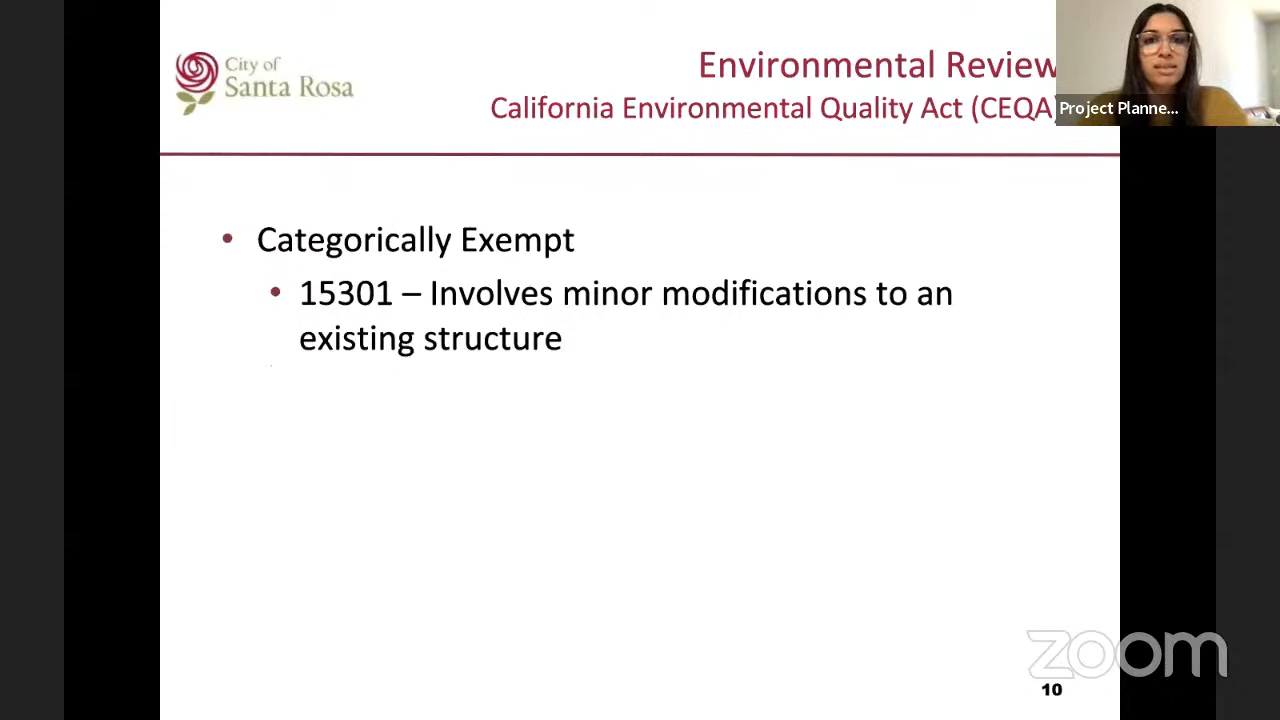 City of
Santa Rosa
Environmental Review
California Environmental Quality Act (CEQA)
Project Planne...
• Categorically Exempt
• 15301 – Involves minor modifications to an
existing structure
zoom
10